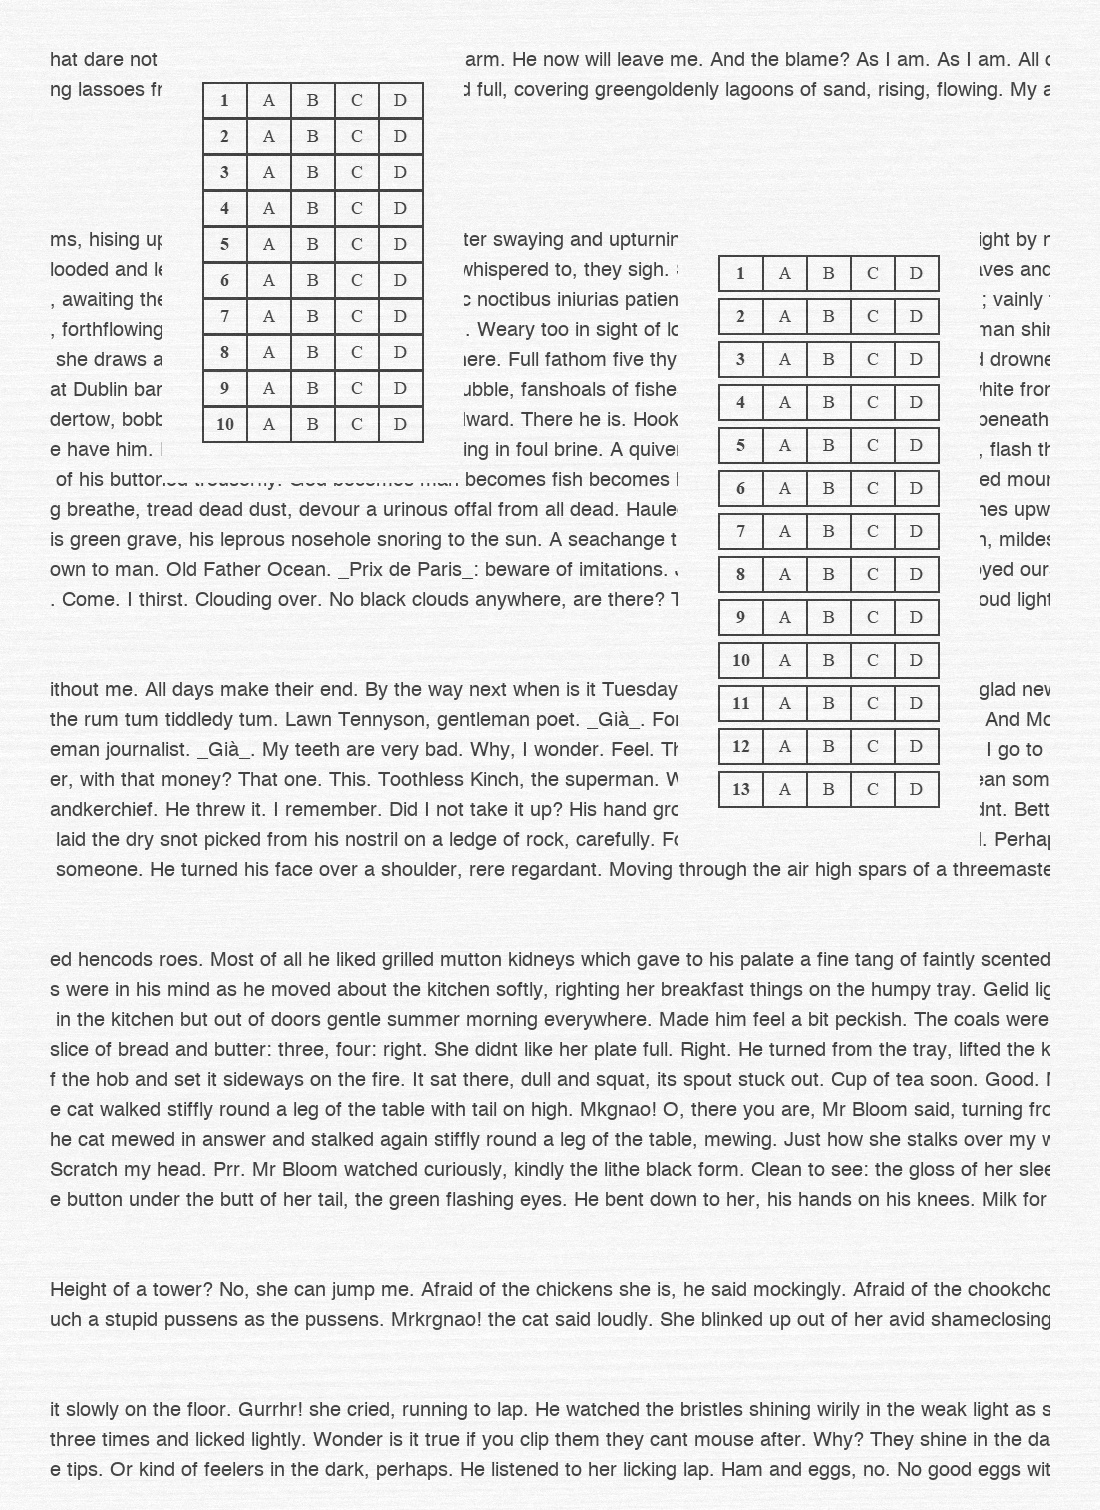 hat dare not arm. He now will leave me. And the blame? As I am. As I am. All
ng lassoes full, covering greengoldenly lagoons of sand, rising, flowing. My
1 A B C D
2 A B C D
3 A B C D
4 A B C D
5 A B C D
6 A B C D
7 A B C D
8 A B C D
9 A B C D
10 A B C D
ms, hising up ter swaying and upturnin ight by
looded and whispered to, they sigh. aves and
, awaiting the noctibus iniurias patien ; vainly
, forthflowing . Weary too in sight of man shin
she draws a here. Full fathom five thy drowne
at Dublin bar ubble, fanshoals of fishe white from
dertow, bobb ward. There he is. Hook beneath
e have him. ing in foul brine. A quiver , flash th
of his buttoned trouserfly. God becomes man becomes fish becomes ed moun
g breathe, tread dead dust, devour a urinous offal from all dead. Haule hes upw
is green grave, his leprous nosehole snoring to the sun. A seachange t n, mildes
own to man. Old Father Ocean. _Prix de Paris_: beware of imitations. oyed our
. Come. I thirst. Clouding over. No black clouds anywhere, are there? T oud light
1 A B C D
2 A B C D
3 A B C D
4 A B C D
5 A B C D
6 A B C D
7 A B C D
8 A B C D
9 A B C D
10 A B C D
11 A B C D
12 A B C D
13 A B C D
ithout me. All days make their end. By the way next when is it Tuesday glad new
the rum tum tiddledy tum. Lawn Tennyson, gentleman poet. _Già_. For And Mo
eman journalist. _Già_. My teeth are very bad. Why, I wonder. Feel. Th I go to
er, with that money? That one. This. Toothless Kinch, the superman. W ean som
andkerchief. He threw it. I remember. Did I not take it up? His hand gro dnt. Bett
laid the dry snot picked from his nostril on a ledge of rock, carefully. Fo . Perhap
someone. He turned his face over a shoulder, rere regardant. Moving through the air high spars of a threemaste
ed hencods roes. Most of all he liked grilled mutton kidneys which gave to his palate a fine tang of faintly scented
s were in his mind as he moved about the kitchen softly, righting her breakfast things on the humpy tray. Gelid lig
in the kitchen but out of doors gentle summer morning everywhere. Made him feel a bit peckish. The coals were
slice of bread and butter: three, four: right. She didnt like her plate full. Right. He turned from the tray, lifted the k
f the hob and set it sideways on the fire. It sat there, dull and squat, its spout stuck out. Cup of tea soon. Good.
e cat walked stiffly round a leg of the table with tail on high. Mkgnao! O, there you are, Mr Bloom said, turning fro
he cat mewed in answer and stalked again stiffly round a leg of the table, mewing. Just how she stalks over my w
Scratch my head. Prr. Mr Bloom watched curiously, kindly the lithe black form. Clean to see: the gloss of her slee
e button under the butt of her tail, the green flashing eyes. He bent down to her, his hands on his knees. Milk for
Height of a tower? No, she can jump me. Afraid of the chickens she is, he said mockingly. Afraid of the chookcho
uch a stupid pussens as the pussens. Mrkrgnao! the cat said loudly. She blinked up out of her avid shameclosing
it slowly on the floor. Gurrhr! she cried, running to lap. He watched the bristles shining wirily in the weak light as s
three times and licked lightly. Wonder is it true if you clip them they cant mouse after. Why? They shine in the da
e tips. Or kind of feelers in the dark, perhaps. He listened to her licking lap. Ham and eggs, no. No good eggs wit